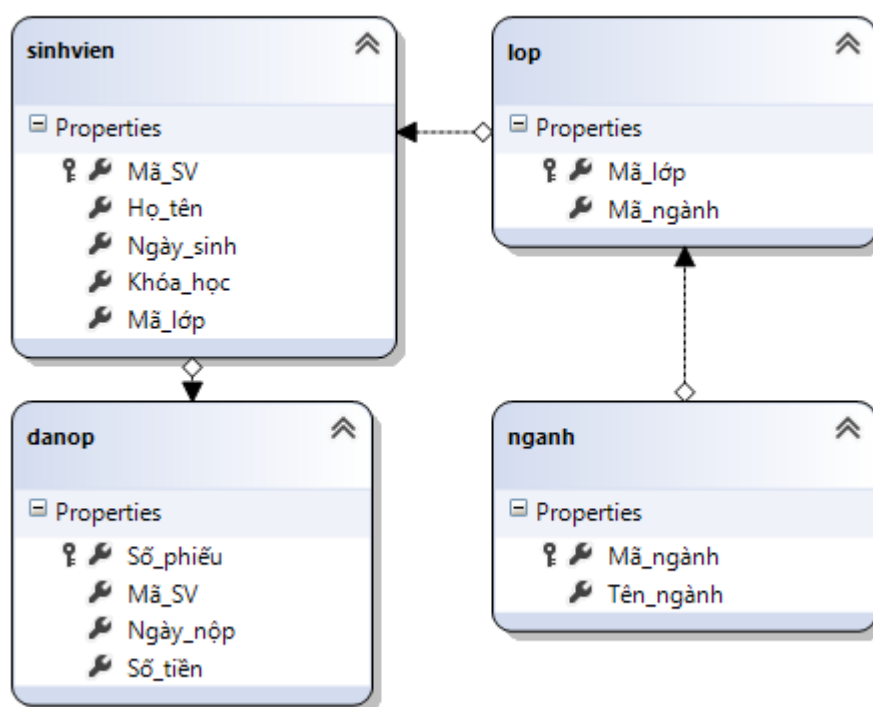 sinhvien
Properties
Mã_SV
Họ_tên
Ngày_sinh
Khóa_học
Mã_lớp
lop
Properties
Mã_lớp
Mã_ngành
danop
Properties
Số_phiếu
Mã_SV
Ngày_nộp
Số_tiền
nganh
Properties
Mã_ngành
Tên_ngành